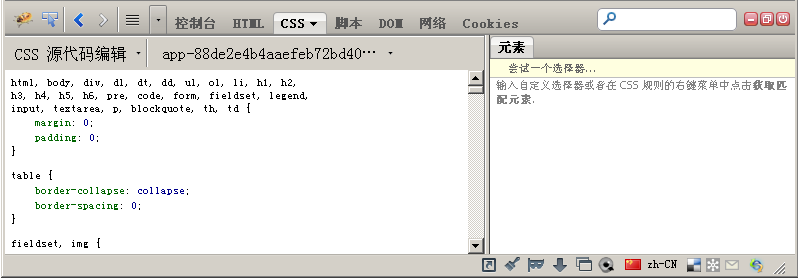 控制台 HTML CSS 脚本 DOM 网络 Cookies
CSS 源代码编辑 app-88de2e4b4aaefeb72bd40...
元素
html, body, div, dl, dt, dd, ul, ol, li, h1, h2,
h3, h4, h5, h6, pre, code, form, fieldset, legend,
input, textarea, p, blockquote, th, td {
margin: 0;
padding: 0;
}
table {
border-collapse: collapse;
border-spacing: 0;
}
fieldset, img {
尝试一个选择器...
输入自定义选择器或者在 CSS 规则的右键菜单中点击获取匹
配元素.
zh-CN